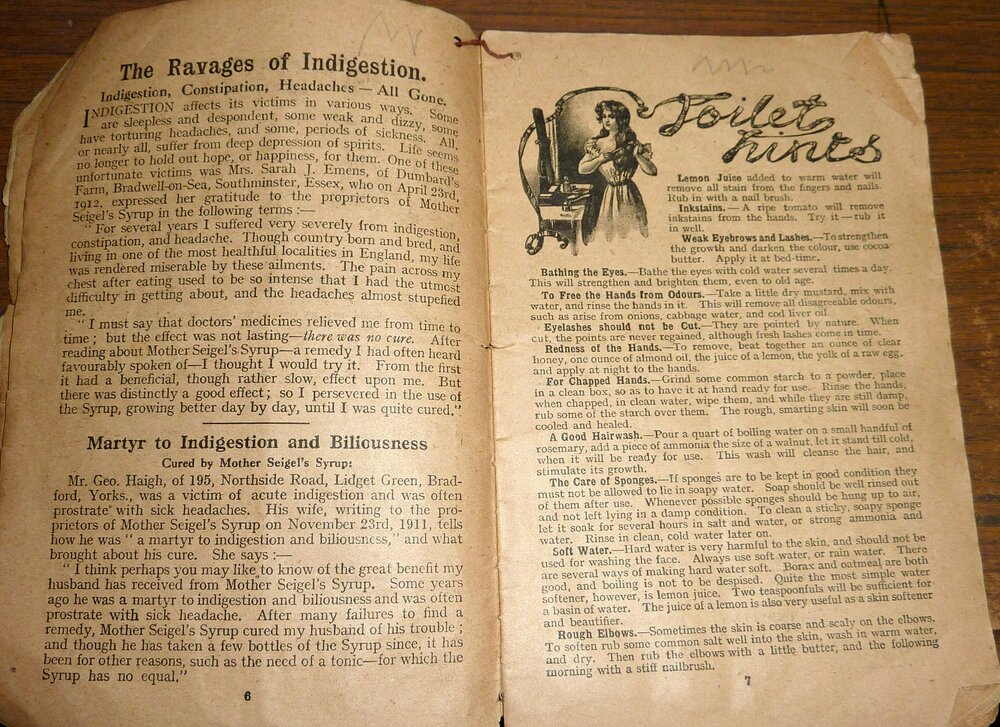 The Ravages of Indigestion.
Indigestion, Constipation, Headaches — All Gone.
INDIGESTION affects its victims in various ways. Some
are sleepless and despondent, some weak and dizzy, some
have torturing headaches, and some, periods of sickness. All,
or nearly all, suffer from deep depression of spirits. Life seems
no longer to hold out hope, or happiness, for them. One of these
unfortunate victims was Mrs. Sarah J. Emens, of Dumbard's
Farm, Bradwell-on-Sea, Southminster, Essex, who on April 23rd,
1912, expressed her gratitude to the proprietors of Mother
Seigel's Syrup in the following terms :—
"For several years I suffered very severely from indigestion,
constipation, and headache. Though country born and bred, and
living in one of the most healthful localities in England, my life
was rendered miserable by these ailments. The pain across my
chest after eating used to be so intense that I had the utmost
difficulty in getting about, and the headaches almost stupefied
me.
"I must say that doctors' medicines relieved me from time to
time ; but the effect was not lasting—there was no cure. After
reading about Mother Seigel's Syrup—a remedy I had often heard
favourably spoken of—I thought I would try it. From the first
it had a beneficial, though rather slow, effect upon me. But
there was distinctly a good effect; so I persevered in the use of
the Syrup, growing better day by day, until I was quite cured."
Martyr to Indigestion and Biliousness
Cured by Mother Seigel's Syrup:
Mr. Geo. Haigh, of 195, Northside Road, Lidget Green, Brad-
ford, Yorks., was a victim of acute indigestion and was often
prostrate with sick headaches. His wife, writing to the pro-
prietors of Mother Seigel's Syrup on November 23rd, 1911, tells
how he was " a martyr to indigestion and biliousness," and what
brought about his cure. She says :—
"I think perhaps you may like to know of the great benefit my
husband has received from Mother Seigel's Syrup. Some years
ago he was a martyr to indigestion and biliousness and was often
prostrate with sick headache. After many failures to find a
remedy, Mother Seigel's Syrup cured my husband of his trouble ;
and though he has taken a few bottles of the Syrup since, it has
been for other reasons, such as the need of a tonic—for which the
Syrup has no equal,"
6
Toilet
hints
Lemon Juice added to warm water will
remove all stain from the fingers and nails.
Rub in with a nail brush.
Inkstains. — A ripe tomato will remove
inkstains from the hands. Try it—rub it
in well.
Weak Eyebrows and Lashes.—To strengthen
the growth and darken the colour, use cocoa
butter. Apply it at bed-time.
Bathing the Eyes.—Bathe the eyes with cold water several times a day.
This will strengthen and brighten them, even to old age.
To Free the Hands from Odours.—Take a little dry mustard, mix with
water, and rinse the hands in it. This will remove all disagreeable odours,
such as arise from onions, cabbage water, and cod liver oil.
Eyelashes should not be Cut.—They are pointed by nature. When
cut, the points are never regained, although fresh lashes come in time.
Redness of the Hands.—To remove, beat together an ounce of clear
honey, one ounce of almond oil, the juice of a lemon, the yolk of a raw egg,
and apply at night to the hands.
For Chapped Hands.—Grind some common starch to a powder, place
in a clean box, so as to have it at hand ready for use. Rinse the hands,
when chapped, in clean water, wipe them, and while they are still damp,
rub some of the starch over them. The rough, smarting skin will soon be
cooled and healed.
A Good Hairwash.—Pour a quart of boiling water on a small handful of
rosemary, add a piece of ammonia the size of a walnut, let it stand till cold,
when it will be ready for use. This wash will cleanse the hair, and
stimulate its growth.
The Care of Sponges.—If sponges are to be kept in good condition they
must not be allowed to lie in soapy water. Soap should be well rinsed out
of them after use. Whenever possible sponges should be hung up to air,
and not left lying in a damp condition. To clean a sticky, soapy sponge
let it soak for several hours in salt and water, or strong ammonia and
water. Rinse in clean, cold water later on.
Soft Water.—Hard water is very harmful to the skin, and should not be
used for washing the face. Always use soft water, or rain water. There
are several ways of making hard water soft. Borax and oatmeal are both
good, and boiling is not to be despised. Quite the most simple water
softener, however, is lemon juice. Two teaspoonfuls will be sufficient for
a basin of water. The juice of a lemon is also very useful as a skin softener
and beautifier.
Rough Elbows.—Sometimes the skin is coarse and scaly on the elbows.
To soften rub some common salt well into the skin, wash in warm water,
and dry. Then rub the elbows with a little butter, and the following
morning with a stiff nailbrush.
7